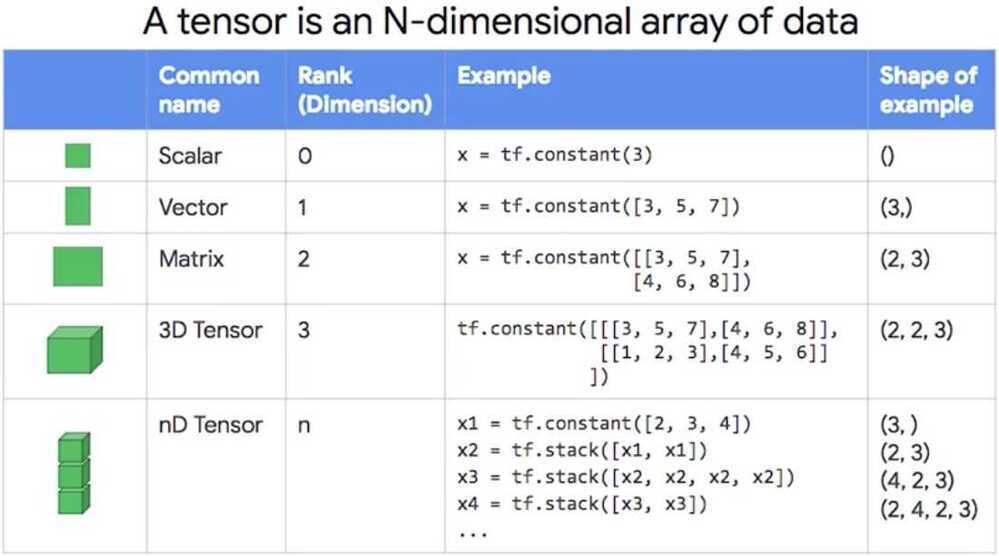 A tensor is an N-dimensional array of data
Common name
Rank (Dimension)
Example
Shape of example
Scalar
0
x = tf.constant(3)
()
Vector
1
x = tf.constant([3, 5, 7])
(3,)
Matrix
2
x = tf.constant([[3, 5, 7],
[4, 6, 8]])
(2, 3)
3D Tensor
3
tf.constant([[[3, 5, 7],[4, 6, 8]],
[[1, 2, 3],[4, 5, 6]]
])
(2, 2, 3)
nD Tensor
n
x1 = tf.constant([2, 3, 4])
x2 = tf.stack([x1, x1])
x3 = tf.stack([x2, x2, x2, x2])
x4 = tf.stack([x3, x3])
...
(3, )
(2, 3)
(4, 2, 3)
(2, 4, 2, 3)